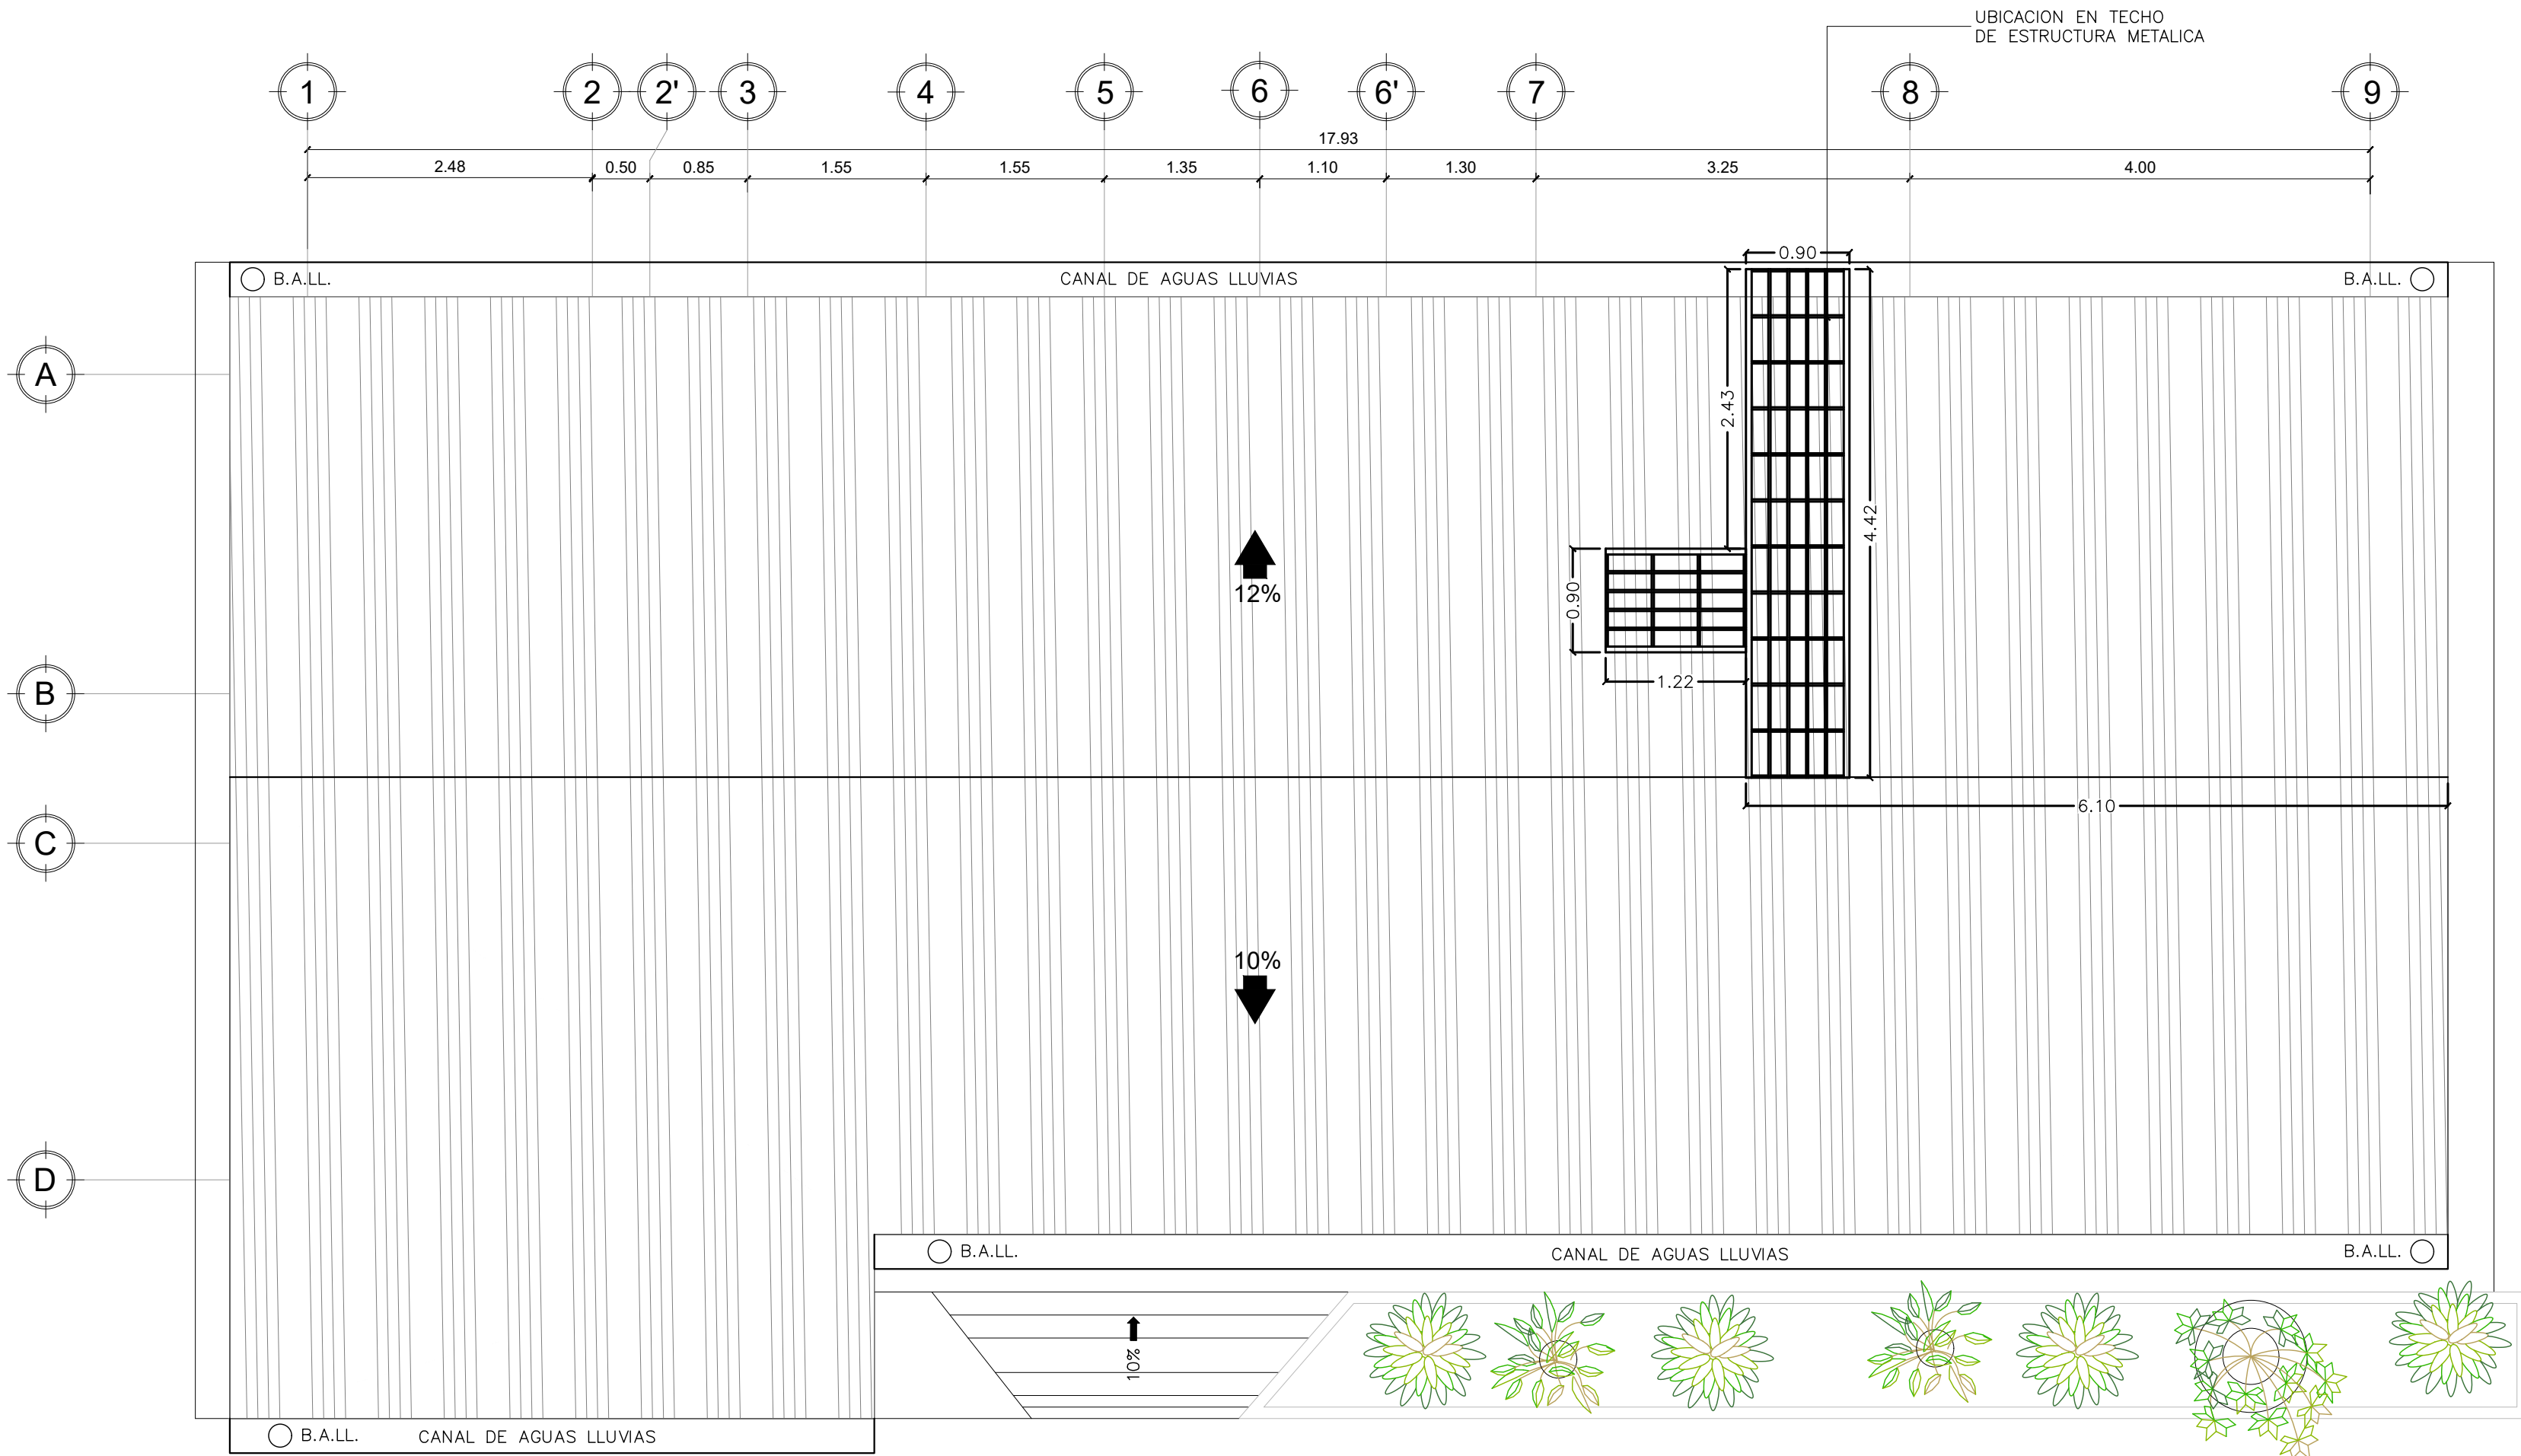 UBICACION EN TECHO
DE ESTRUCTURA METALICA
1 2 2' 3 4 5 6 6' 7 8 9
17.93
2.48 0.50 0.85 1.55 1.55 1.35 1.10 1.30 3.25 4.00
0.90
B.A.LL. CANAL DE AGUAS LLUVIAS B.A.LL.
A
2.43
4.42
12%
0.90
1.22
B
6.10
C
10%
D
B.A.LL. CANAL DE AGUAS LLUVIAS B.A.LL.
10%
B.A.LL. CANAL DE AGUAS LLUVIAS